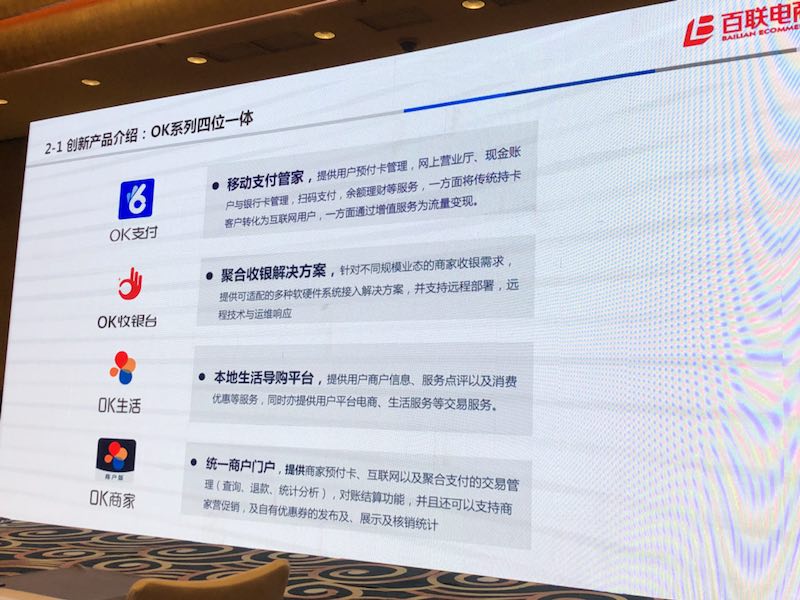 百联电商
BAILIAN ECOMME
2-1 创新产品介绍：OK系列四位一体
OK支付
● 移动支付管家，提供用户预付卡管理，网上营业厅、现金账
户与银行卡管理，扫码支付，余额理财等服务，一方面将传统持卡
客户转化为互联网用户，一方面通过增值服务为流量变现。
OK收银台
● 聚合收银解决方案，针对不同规模业态的商家收银需求，
提供可适配的多种软硬件系统接入解决方案，并支持远程部署，远
程技术与运维响应
OK生活
● 本地生活导购平台，提供用户商户信息、服务点评以及消费
优惠等服务，同时亦提供用户平台电商、生活服务等交易服务。
商户版
OK商家
● 统一商户门户，提供商家预付卡、互联网以及聚合支付的交易管
理（查询、退款、统计分析），对账结算功能，并且还可以支持商
家营促销，及自有优惠券的发布及、展示及核销统计